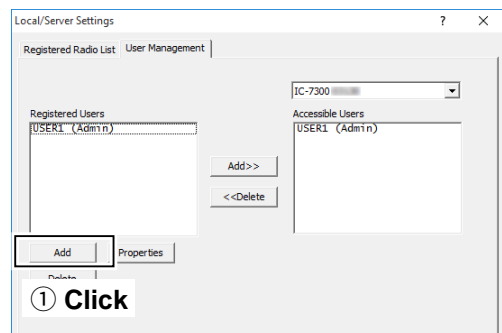 Local/Server Settings
? ×
Registered Radio List User Management
IC-7300
Registered Users
Accessible Users
USER1 (Admin)
USER1 (Admin)
Add>>
<<Delete
Add
Properties
① Click